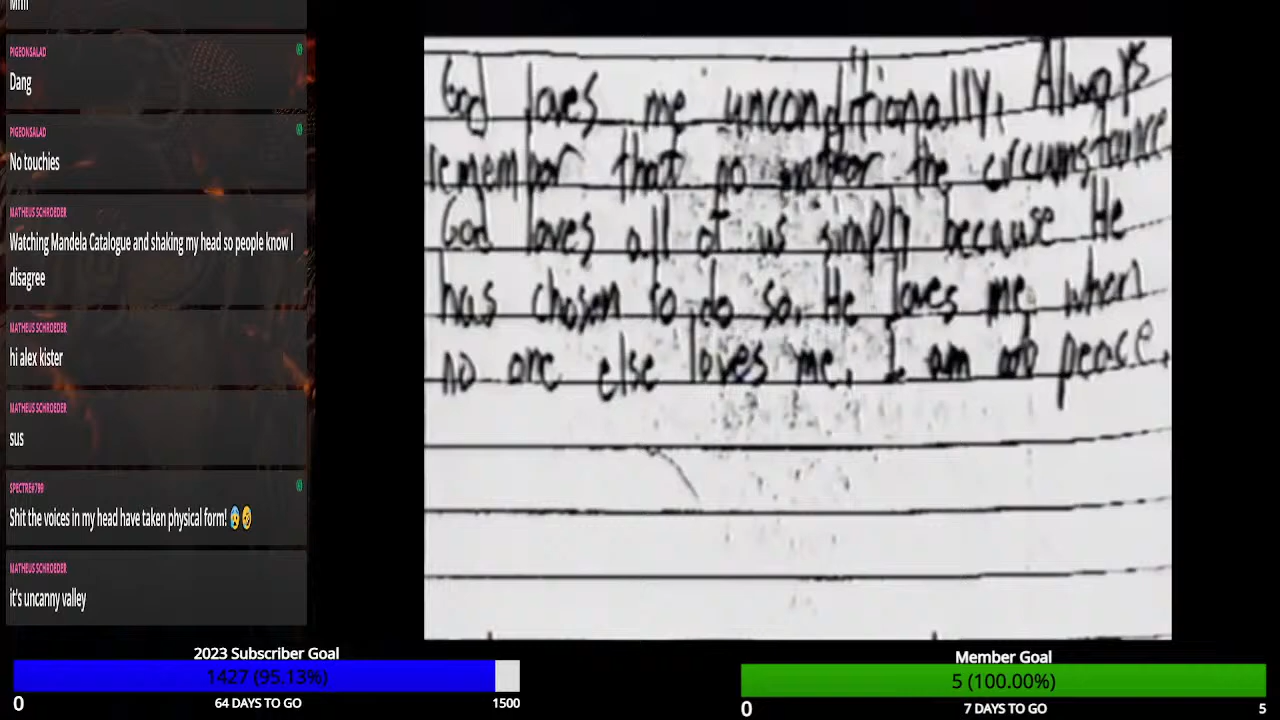 Mmm
PIGEONSALAD
Dang
PIGEONSALAD
No touchies
MATHEUS SCHROEDER
Watching Mandela Catalogue and shaking my head so people know I
disagree
MATHEUS SCHROEDER
hi alex kister
MATHEUS SCHROEDER
sus
SPECTRE#799
Shit the voices in my head have taken physical form! 😰🤣
MATHEUS SCHROEDER
it's uncanny valley
God loves me unconditionally. Always
remember that no matter the circumstance
God loves all of us simply because He
has chosen to do so. He loves me when
no one else loves me. I am at peace.
2023 Subscriber Goal
1427 (95.13%)
0 64 DAYS TO GO 1500
Member Goal
5 (100.00%)
0 7 DAYS TO GO 5